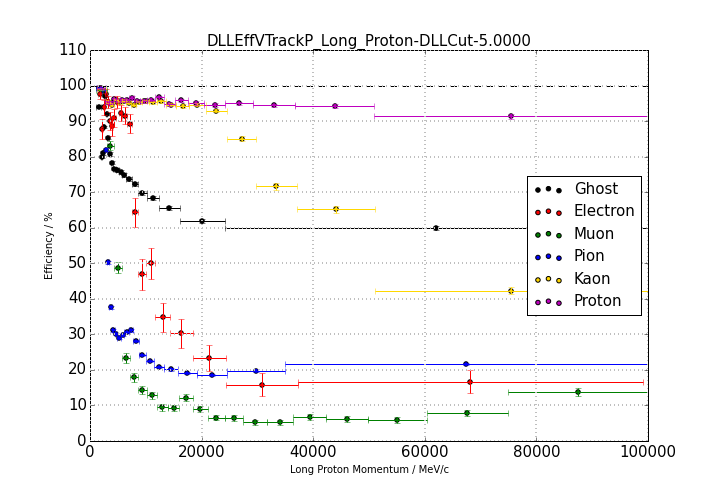 DLLEffVTrackP_Long_Proton-DLLCut-5.0000
110
100
90
80
70
60
50
40
30
20
10
0
Efficiency / %
Ghost
Electron
Muon
Pion
Kaon
Proton
0
20000
40000
60000
80000
100000
Long Proton Momentum / MeV/c